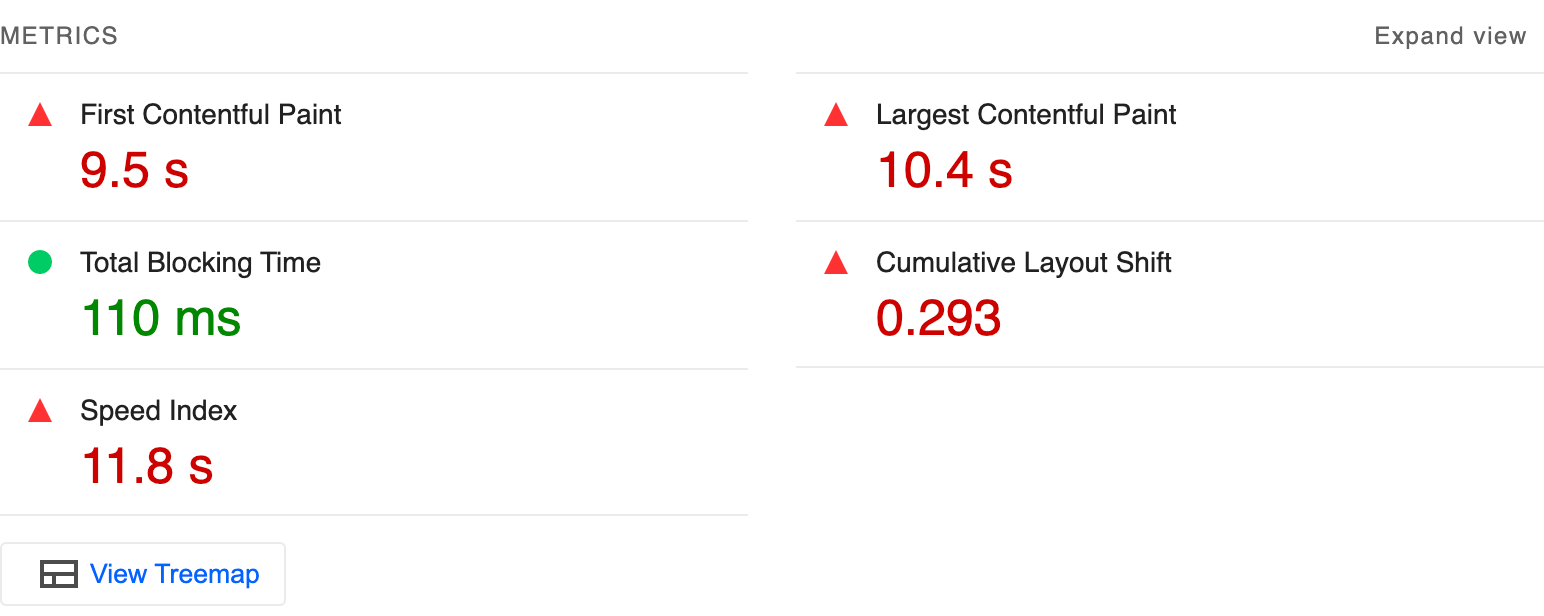 METRICS
Expand view
First Contentful Paint
9.5 s
Largest Contentful Paint
10.4 s
Total Blocking Time
110 ms
Cumulative Layout Shift
0.293
Speed Index
11.8 s
View Treemap